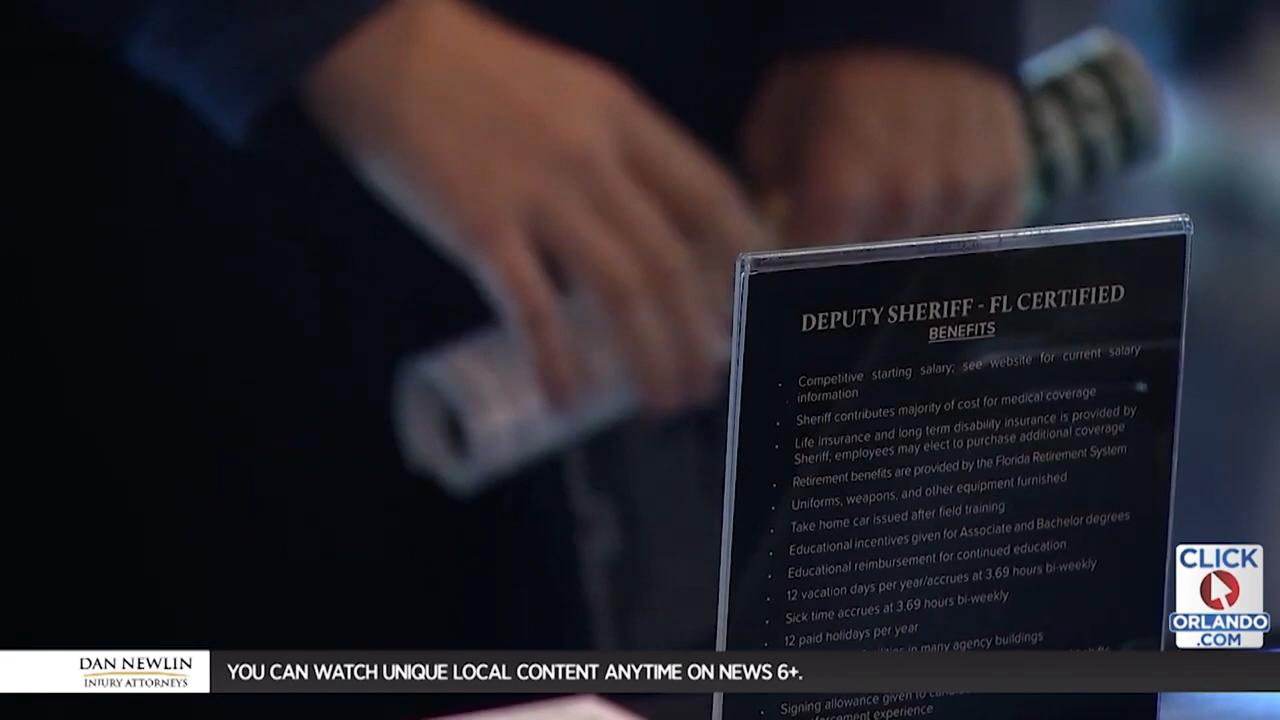 DEPUTY SHERIFF - FL CERTIFIED
BENEFITS
• Competitive starting salary; see website for current salary
information
• Sheriff contributes majority of cost for medical coverage
• Life insurance and long term disability insurance is provided by
Sheriff; employees may elect to purchase additional coverage
• Retirement benefits are provided by the Florida Retirement System
• Uniforms, weapons, and other equipment furnished
• Take home car issued after field training
• Educational incentives given for Associate and Bachelor degrees
• Educational reimbursement for continued education
• 12 vacation days per year/accrues at 3.69 hours bi-weekly
• Sick time accrues at 3.69 hours bi-weekly
• 12 paid holidays per year
in many agency buildings
• Signing allowance given to
experience
CLICK
ORLANDO
.COM
DAN NEWLIN
INJURY ATTORNEYS
YOU CAN WATCH UNIQUE LOCAL CONTENT ANYTIME ON NEWS 6+.